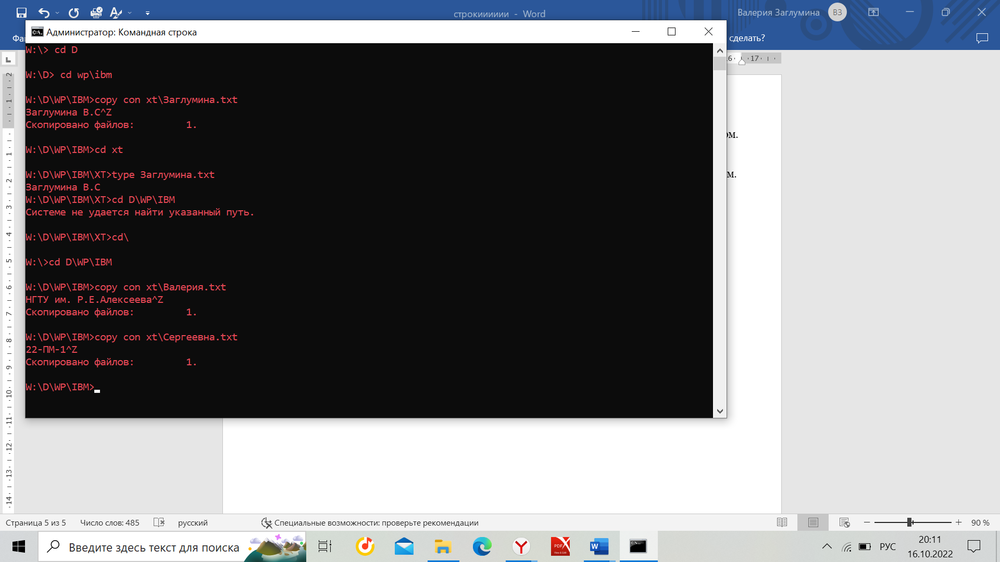 строкииииии - Word
Валерия Заглумина
ВЗ
Администратор: Командная строка
сделать?
W:\> cd D
W:\D> cd wp\ibm
W:\D\WP\IBM>copy con xt\Заглумина.txt
Заглумина В.С^Z
Скопировано файлов: 1.
W:\D\WP\IBM>cd xt
W:\D\WP\IBM\XT>type Заглумина.txt
Заглумина В.С
W:\D\WP\IBM\XT>cd D\WP\IBM
Системе не удается найти указанный путь.
W:\D\WP\IBM\XT>cd\
W:\>cd D\WP\IBM
W:\D\WP\IBM>copy con xt\Валерия.txt
НГТУ им. Р.Е.Алексеева^Z
Скопировано файлов: 1.
W:\D\WP\IBM>copy con xt\Сергеевна.txt
22-ПМ-1^Z
Скопировано файлов: 1.
W:\D\WP\IBM>
Страница 5 из 5 Число слов: 485 русский Специальные возможности: проверьте рекомендации 90 %
Введите здесь текст для поиска
РУС
20:11
16.10.2022